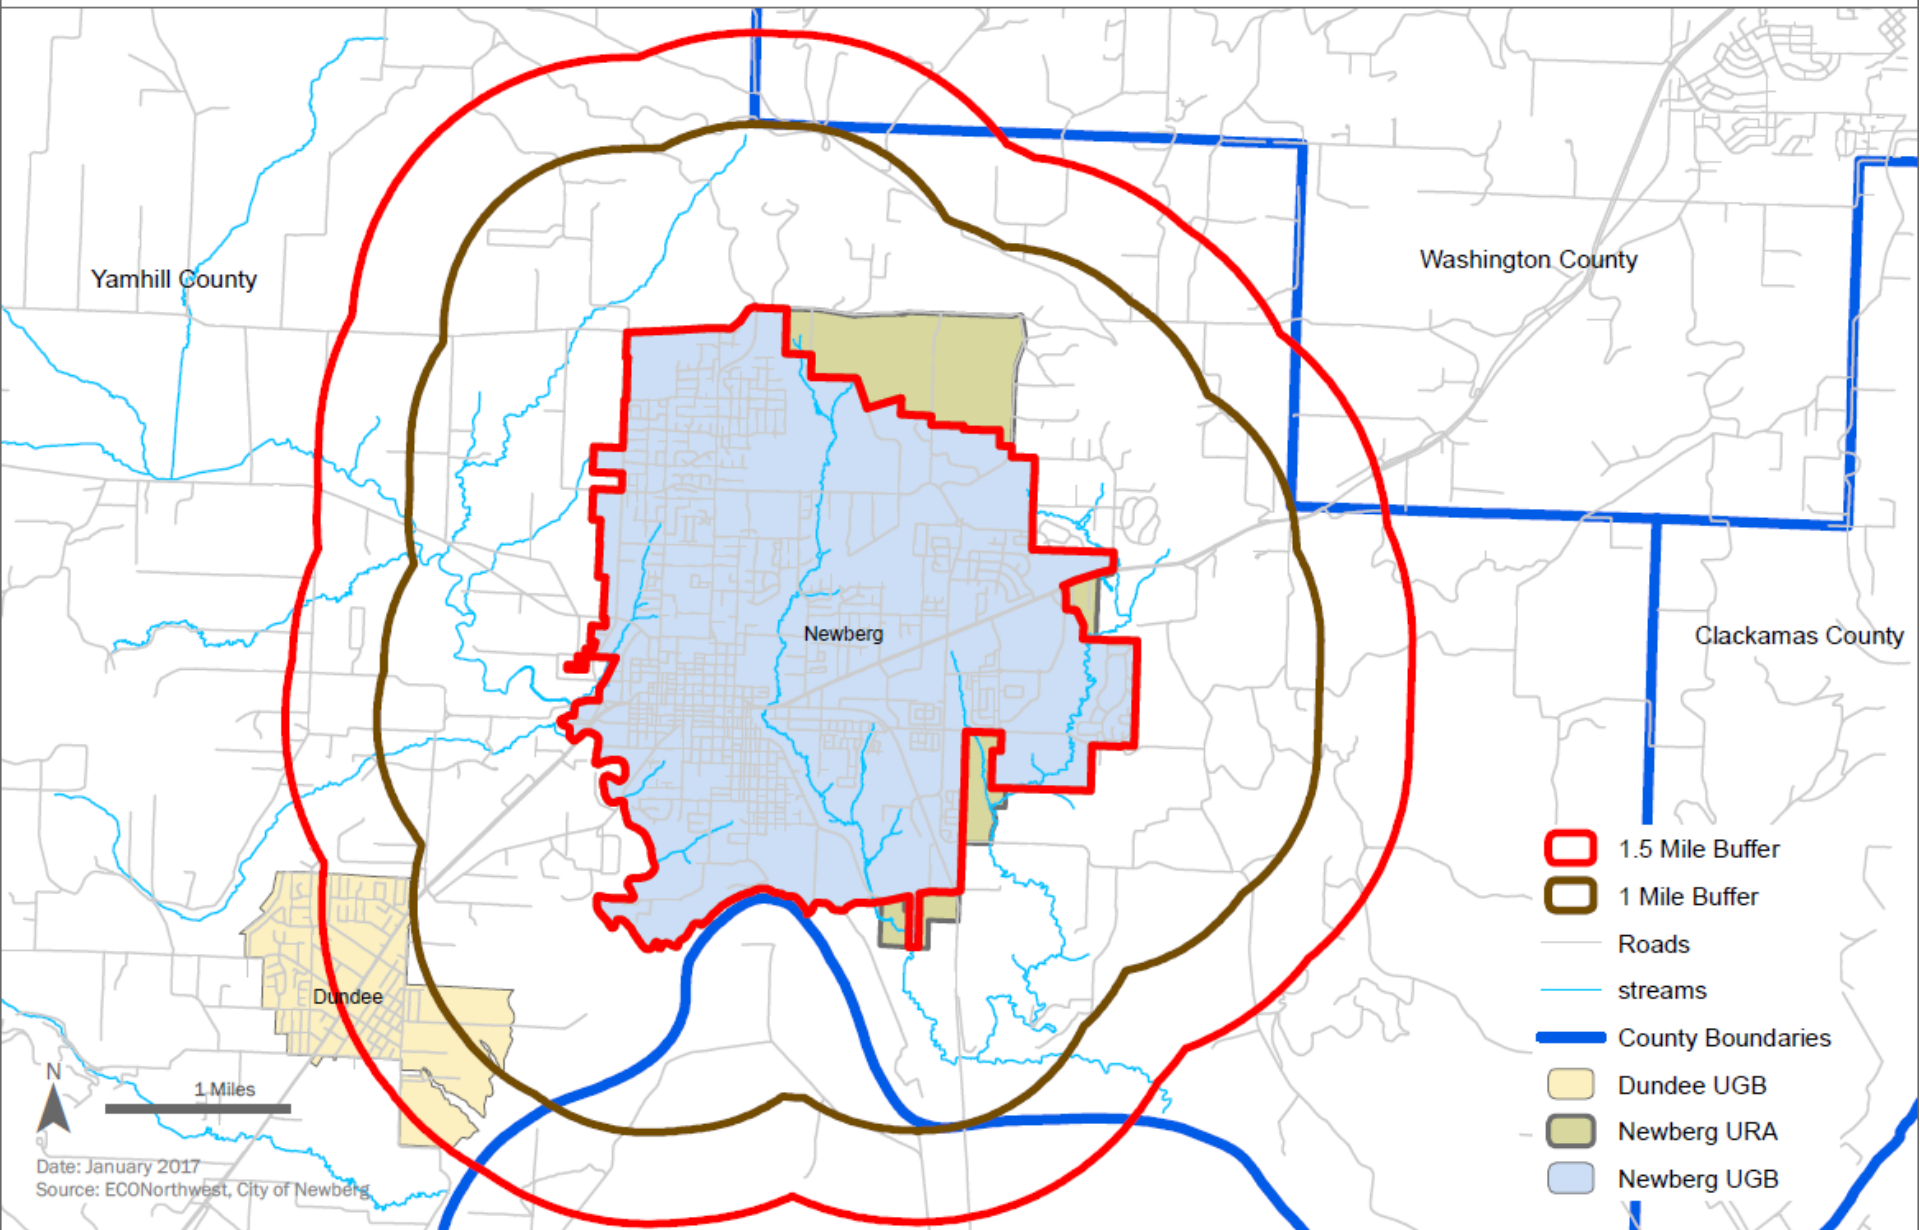 Yamhill County
Washington County
Newberg
Clackamas County
Dundee
1.5 Mile Buffer
1 Mile Buffer
Roads
streams
County Boundaries
Dundee UGB
Newberg URA
Newberg UGB
N
1 Miles
Date: January 2017
Source: ECONorthwest, City of Newberg